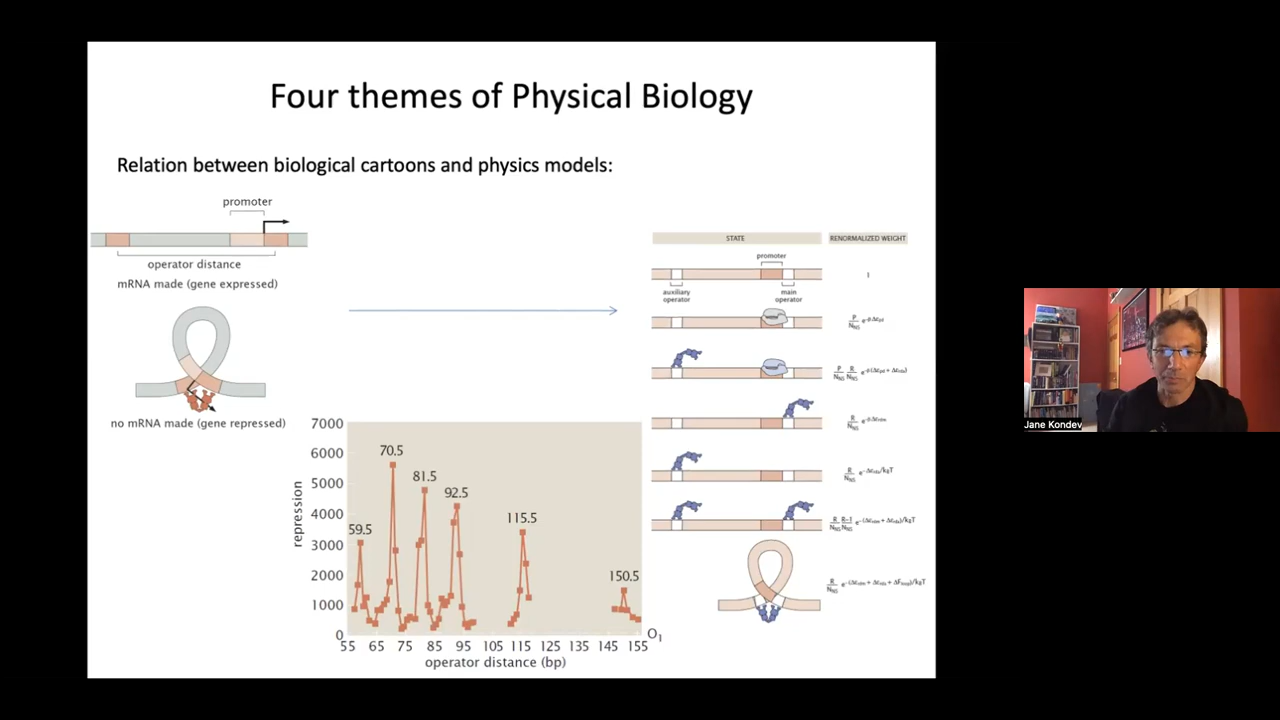 Four themes of Physical Biology
Relation between biological cartoons and physics models:
promoter
operator distance
mRNA made (gene expressed)
no mRNA made (gene repressed)
7000
6000
5000
4000
3000
2000
1000
0
repression
59.5
70.5
81.5
92.5
115.5
150.5
55 65 75 85 95 105 115 125 135 145 155
O₁
operator distance (bp)
STATE RENORMALIZED WEIGHT
promoter
1
auxiliary operator
main operator
Jane Kondev